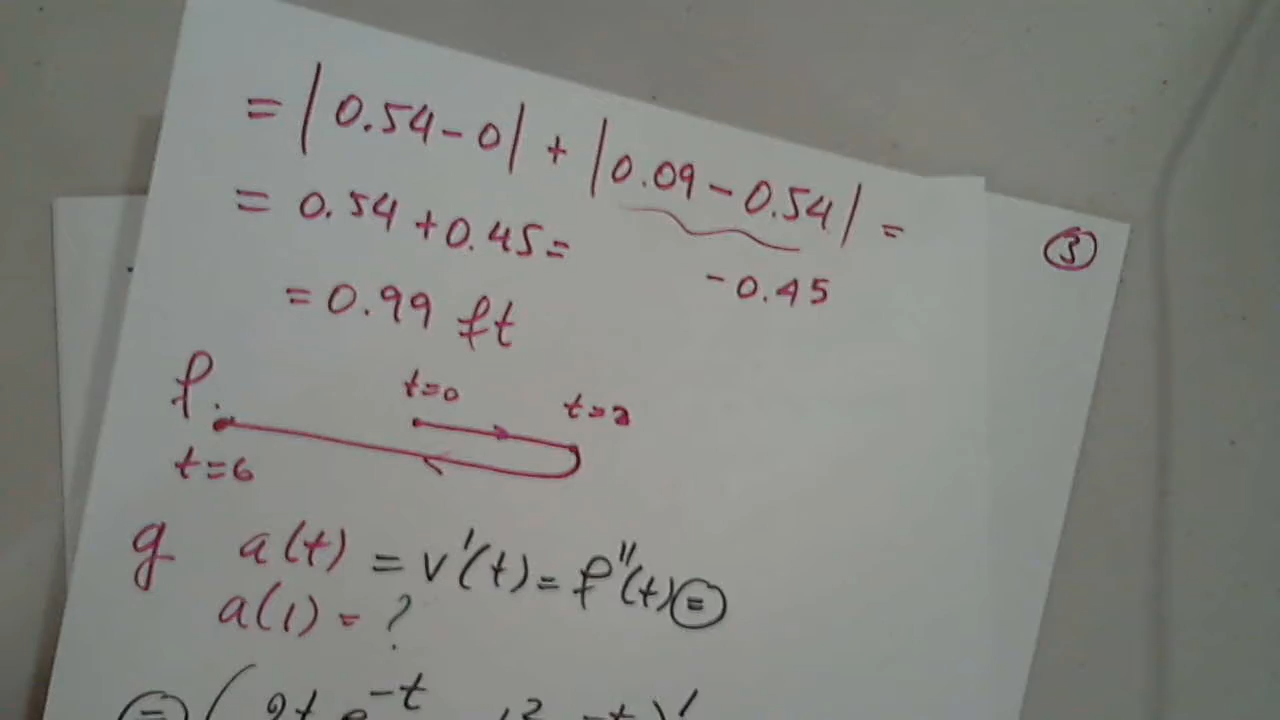 = |0.54 - 0| + |0.09 - 0.54| =
= 0.54 + 0.45 =
-0.45
③
= 0.99 ft
f.
t=0
t=2
t=6
g a(t) = v'(t) = f''(t) ⊜
a(1) = ?
⊜ (2t e^-t